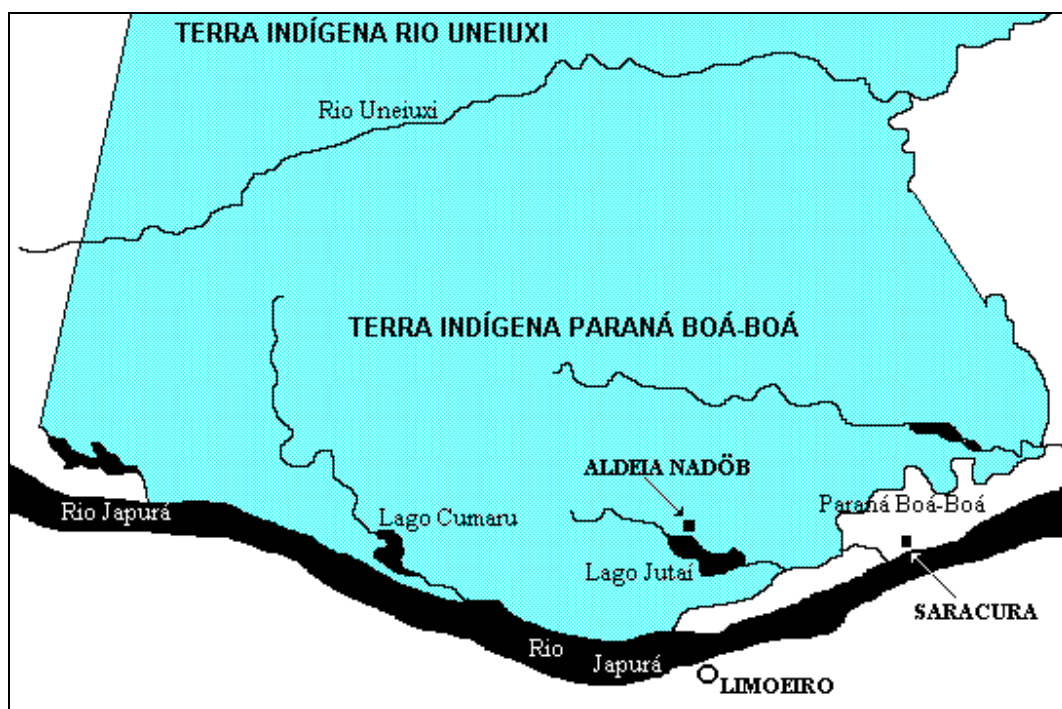 TERRA INDÍGENA RIO UNEIUXI
Rio Uneiuxi
TERRA INDÍGENA PARANÁ BOÁ-BOÁ
ALDEIA NADÖB
Paraná Boá-Boá
Rio Japurá
Lago Cumaru
Lago Jutaí
SARACURA
Rio
Japurá
LIMOEIRO